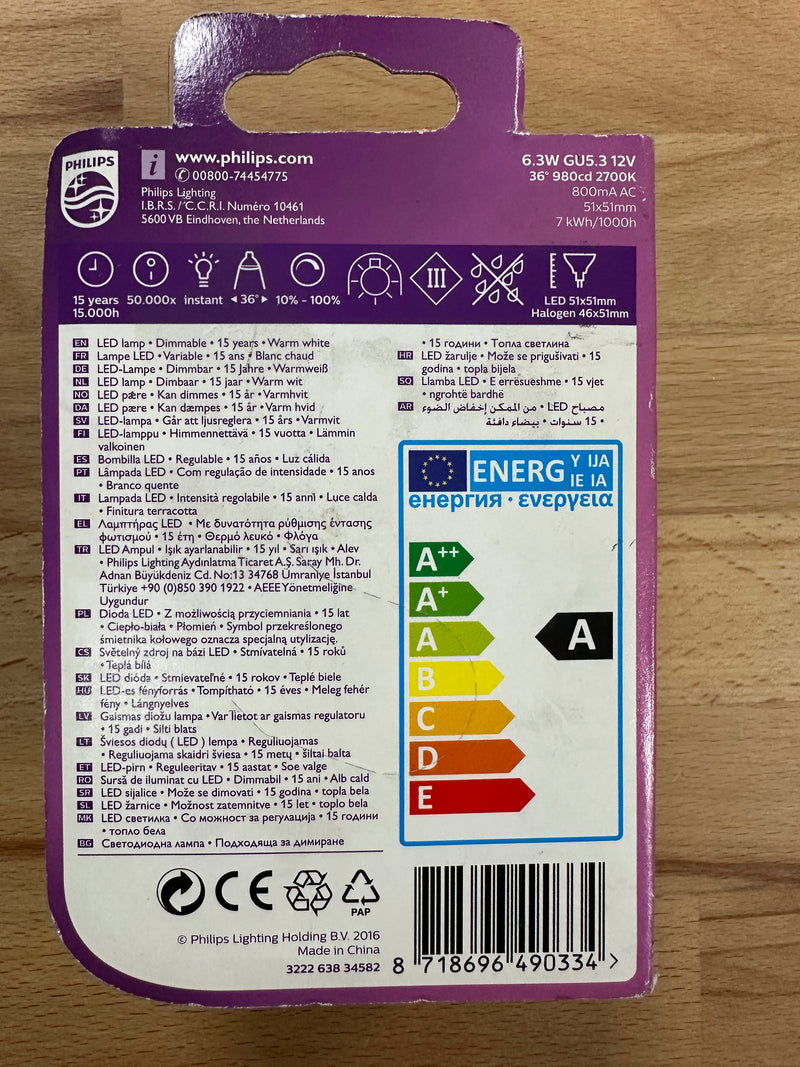 PHILIPS
i www.philips.com
✆ 00800-74454775
Philips Lighting
I.B.R.S. / C.C.R.I. Numéro 10461
5600 VB Eindhoven, the Netherlands
6.3W GU5.3 12V
36° 980cd 2700K
800mA AC
51x51mm
7 kWh/1000h
15 years
15.000h
50.000x
instant
◄36°►
10% - 100%
III
LED 51x51mm
Halogen 46x51mm
EN LED lamp • Dimmable • 15 years • Warm white
FR Lampe LED • Variable • 15 ans • Blanc chaud
DE LED-Lampe • Dimmbar • 15 Jahre • Warmweiß
NL LED lamp • Dimbaar • 15 jaar • Warm wit
NO LED pære • Kan dimmes • 15 år • Varmhvit
DA LED pære • Kan dæmpes • 15 år • Varm hvid
SV LED-lampa • Går att ljusreglera • 15 års • Varmvit
FI LED-lamppu • Himmennettävä • 15 vuotta • Lämmin
valkoinen
ES Bombilla LED • Regulable • 15 años • Luz cálida
PT Lâmpada LED • Com regulação de intensidade • 15 anos
• Branco quente
IT Lampada LED • Intensità regolabile • 15 anni • Luce calda
• Finitura terracotta
EL Λαμπτήρας LED • Με δυνατότητα ρύθμισης έντασης
φωτισμού • 15 έτη • Θερμό λευκό • Φλόγα
TR LED Ampul • Işık ayarlanabilir • 15 yıl • Sarı ışık • Alev
• Philips Lighting Aydınlatma Ticaret A.Ş. Saray Mh. Dr.
Adnan Büyükdeniz Cd. No:13 34768 Ümraniye İstanbul
Türkiye +90 (0)850 390 1922 • AEEE Yönetmeliğine
Uygundur
PL Dioda LED • Z możliwością przyciemniania • 15 lat
• Ciepło-biała • Płomień • Symbol przekreślonego
śmietnika kołowego oznacza specjalną utylizację.
CS Světelný zdroj na bázi LED • Stmívatelná • 15 roků
• Teplá bílá
SK LED dióda • Stmievateľné • 15 rokov • Teplé biele
HU LED-es fényforrás • Tompítható • 15 éves • Meleg fehér
fény • Lángnyelves
LV Gaismas diožu lampa • Var lietot ar gaismas regulatoru
• 15 gadi • Silti blats
LT Šviesos diodų ( LED ) lempa • Reguliuojamas
• Reguliuojama skaidri šviesa • 15 metų • šiltai balta
ET LED-pirn • Reguleeritav • 15 aastat • Soe valge
RO Sursă de iluminat cu LED • Dimmabil • 15 ani • Alb cald
SR LED sijalice • Može se dimovati • 15 godina • topla bela
SL LED žarnice • Možnost zatemnitve • 15 let • toplo bela
MK LED светилка • Со можност за регулација • 15 години
• топло бела
BG Светодиодна лампа • Подходяща за димиране
• 15 години • Топла светлина
HR LED žarulje • Može se prigušivati • 15
godina • topla bijela
SQ Llamba LED • E errësueshme • 15 vjet
• ngrohtë bardhë
AR مصباح LED • من الممكن إخفاض الضوء
• 15 سنوات • بيضاء دافئة
ENERG Y IJA
IE IA
енергия · ενεργεια
A++
A+
A
B
C
D
E
A
CE
PAP
© Philips Lighting Holding B.V. 2016
Made in China
3222 638 34582
8 718696 490334 >